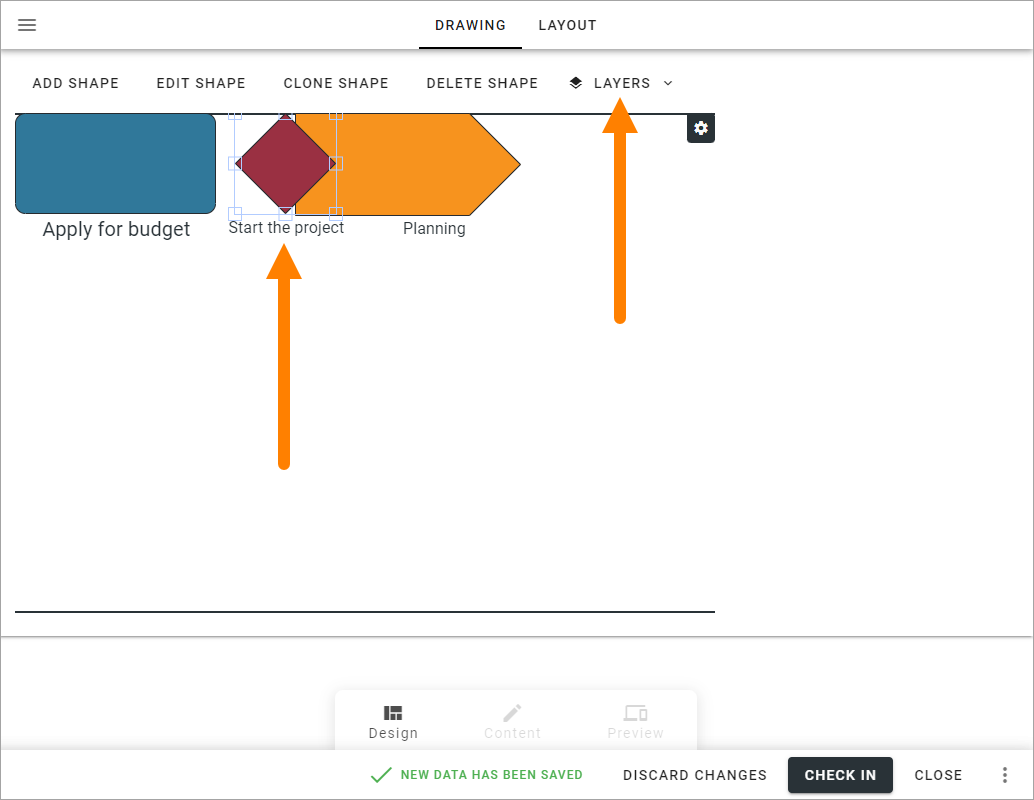 DRAWING LAYOUT
ADD SHAPE EDIT SHAPE CLONE SHAPE DELETE SHAPE LAYERS
Apply for budget Start the project Planning
Design Content Preview
NEW DATA HAS BEEN SAVED DISCARD CHANGES CHECK IN CLOSE